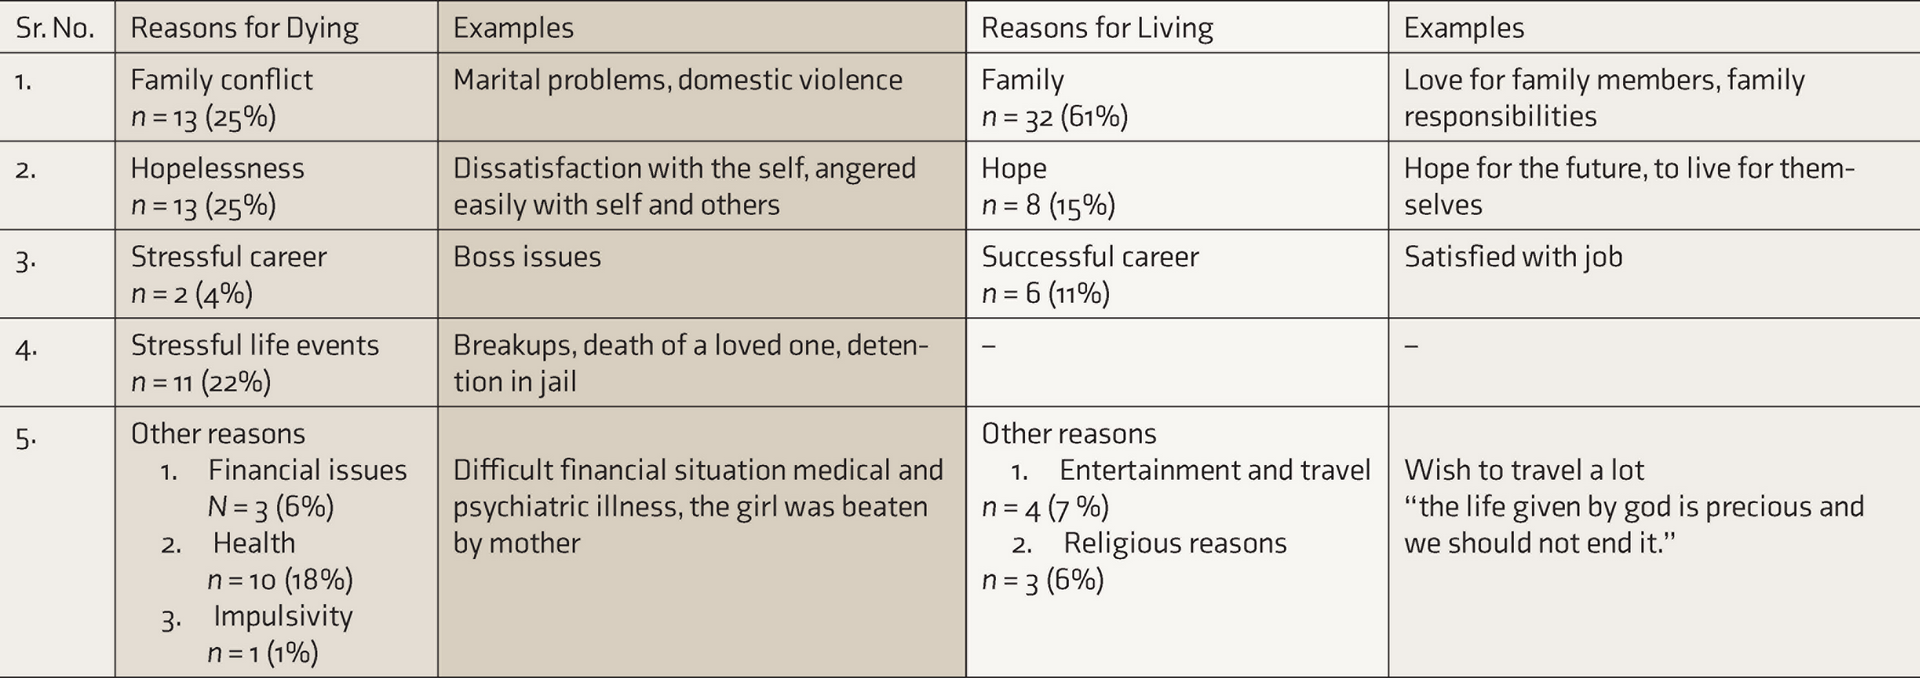 Sr. No. Reasons for Dying Examples Reasons for Living Examples
1. Family conflict Marital problems, domestic violence Family Love for family members, family
n = 13 (25%) n = 32 (61%) responsibilities
2. Hopelessness Dissatisfaction with the self, angered Hope Hope for the future, to live for them-
n = 13 (25%) easily with self and others n = 8 (15%) selves
3. Stressful career Boss issues Successful career Satisfied with job
n = 2 (4%) n = 6 (11%)
4. Stressful life events Breakups, death of a loved one, deten- – –
n = 11 (22%) tion in jail
5. Other reasons Other reasons
1. Financial issues Difficult financial situation medical and 1. Entertainment and travel Wish to travel a lot
N = 3 (6%) psychiatric illness, the girl was beaten n = 4 (7 %) “the life given by god is precious and
2. Health by mother 2. Religious reasons we should not end it.”
n = 10 (18%) n = 3 (6%)
3. Impulsivity
n = 1 (1%)